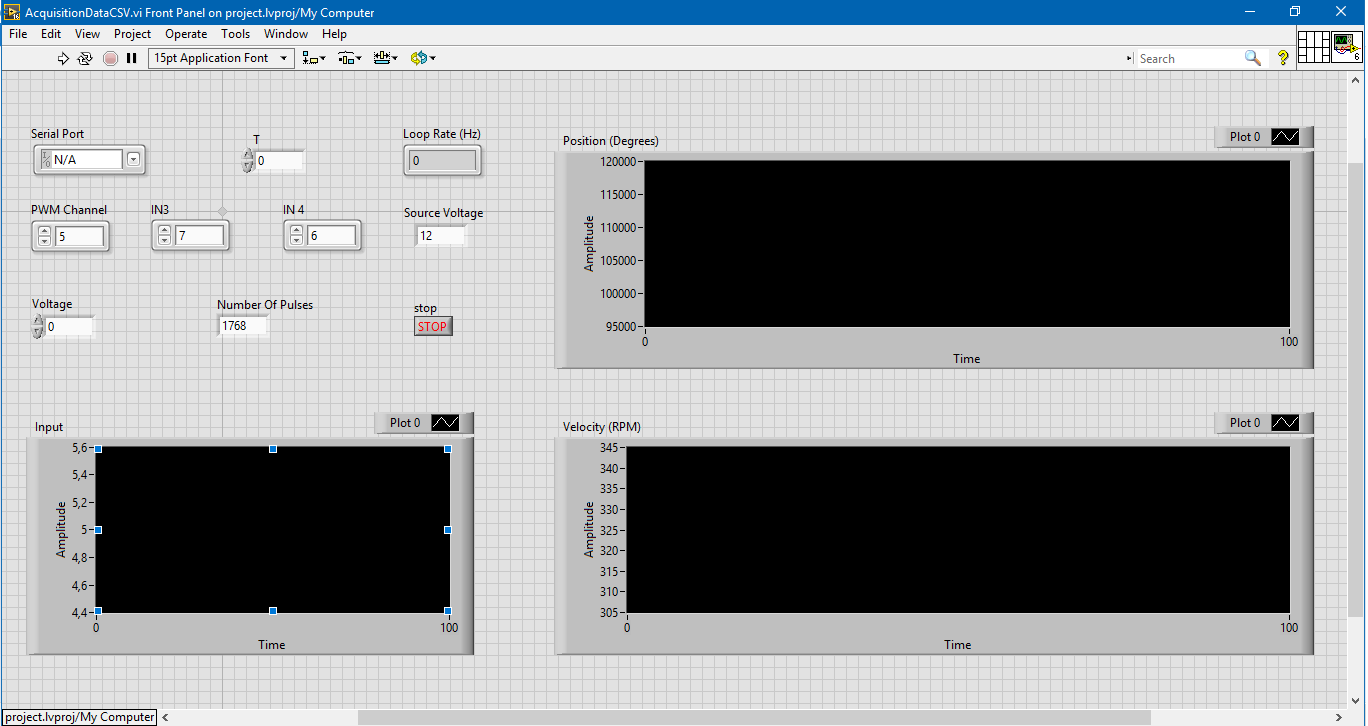 AcquisitionDataCSV.vi Front Panel on project.lvproj/My Computer
File Edit View Project Operate Tools Window Help
15pt Application Font
Search
?
6
Serial Port
N/A
T
0
Loop Rate (Hz)
0
PWM Channel
5
IN3
7
IN 4
6
Source Voltage
12
Voltage
0
Number Of Pulses
1768
stop
STOP
Position (Degrees)
Plot 0
Amplitude
120000
115000
110000
105000
100000
95000
0
100
Time
Input
Plot 0
Amplitude
5,6
5,4
5,2
5
4,8
4,6
4,4
0
100
Time
Velocity (RPM)
Plot 0
Amplitude
345
340
335
330
325
320
315
310
305
0
100
Time
project.lvproj/My Computer